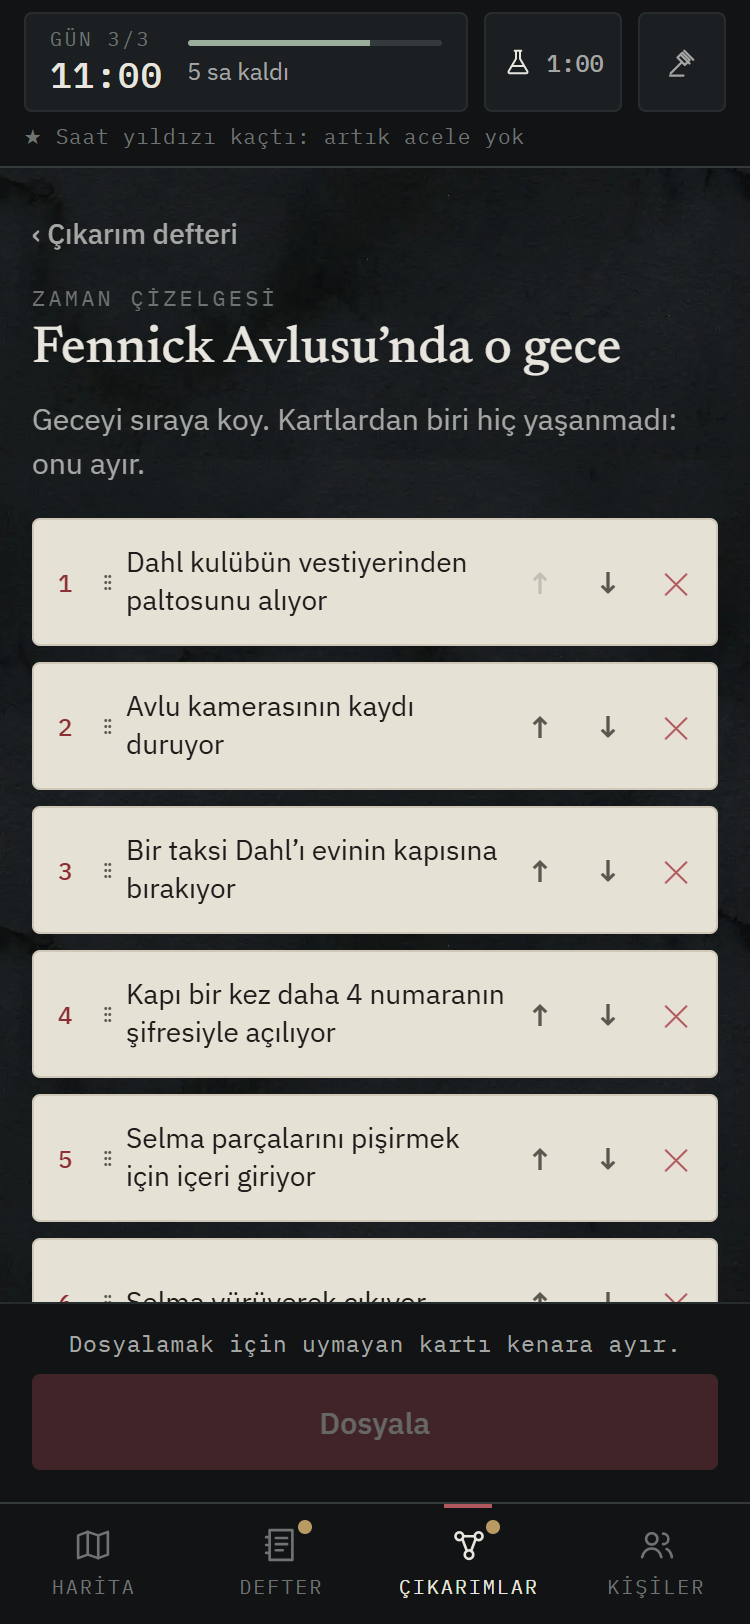 GÜN 3/3
11:00
5 sa kaldı
1:00
★ Saat yıldızı kaçtı: artık acele yok
‹ Çıkarım defteri
ZAMAN ÇİZELGESİ
Fennick Avlusu’nda o gece
Geceyi sıraya koy. Kartlardan biri hiç yaşanmadı:
onu ayır.
1
Dahl kulübün vestiyerinden
paltosunu alıyor
2
Avlu kamerasının kaydı
duruyor
3
Bir taksi Dahl’ı evinin kapısına
bırakıyor
4
Kapı bir kez daha 4 numaranın
şifresiyle açılıyor
5
Selma parçalarını pişirmek
için içeri giriyor
6
Selma yürüyerek çıkıyor
Dosyalamak için uymayan kartı kenara ayır.
Dosyala
HARİTA
DEFTER
ÇIKARIMLAR
KİŞİLER